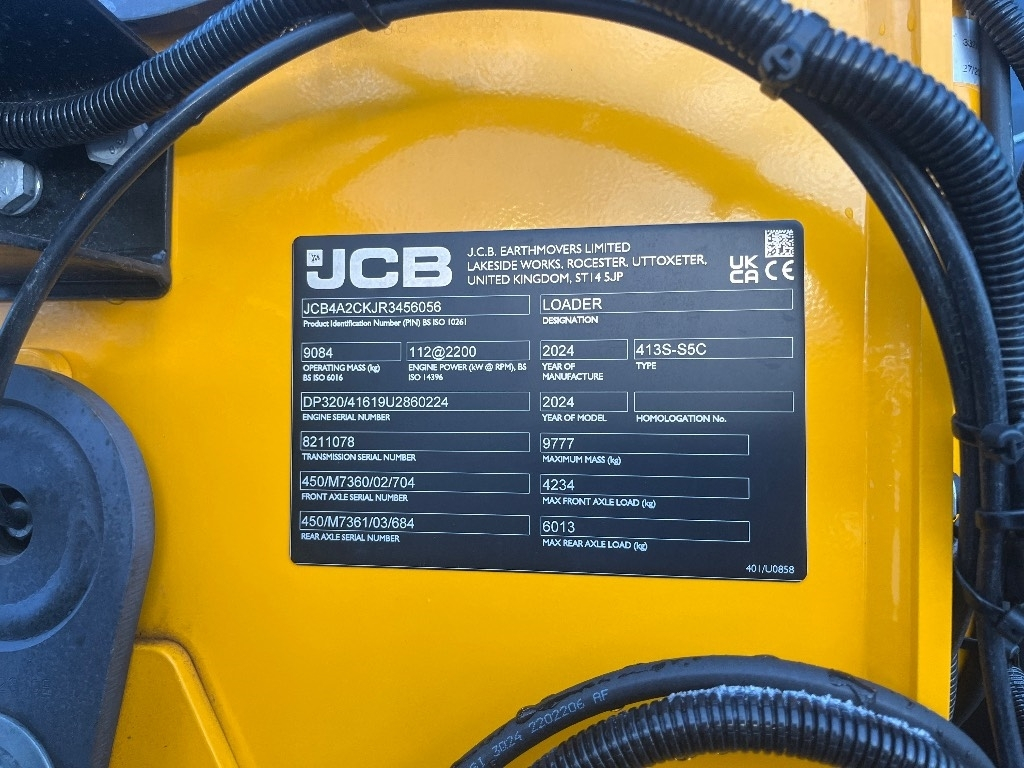 JCB
J.C.B. EARTHMOVERS LIMITED
LAKESIDE WORKS, ROCESTER, UTTOXETER,
UNITED KINGDOM, ST14 5JP
UK
CA CE
JCB4A2CKJR3456056
Product Identification Number (PIN) BS ISO 10261
LOADER
DESIGNATION
9084
OPERATING MASS (kg)
BS ISO 6016
112@2200
ENGINE POWER (kW @ RPM), BS
ISO 14396
2024
YEAR OF
MANUFACTURE
413S-S5C
TYPE
DP320/41619U2860224
ENGINE SERIAL NUMBER
2024
YEAR OF MODEL
HOMOLOGATION No.
8211078
TRANSMISSION SERIAL NUMBER
9777
MAXIMUM MASS (kg)
450/M7360/02/704
FRONT AXLE SERIAL NUMBER
4234
MAX FRONT AXLE LOAD (kg)
450/M7361/03/684
REAR AXLE SERIAL NUMBER
6013
MAX REAR AXLE LOAD (kg)
401/U0858
3Q24 2202206 AF